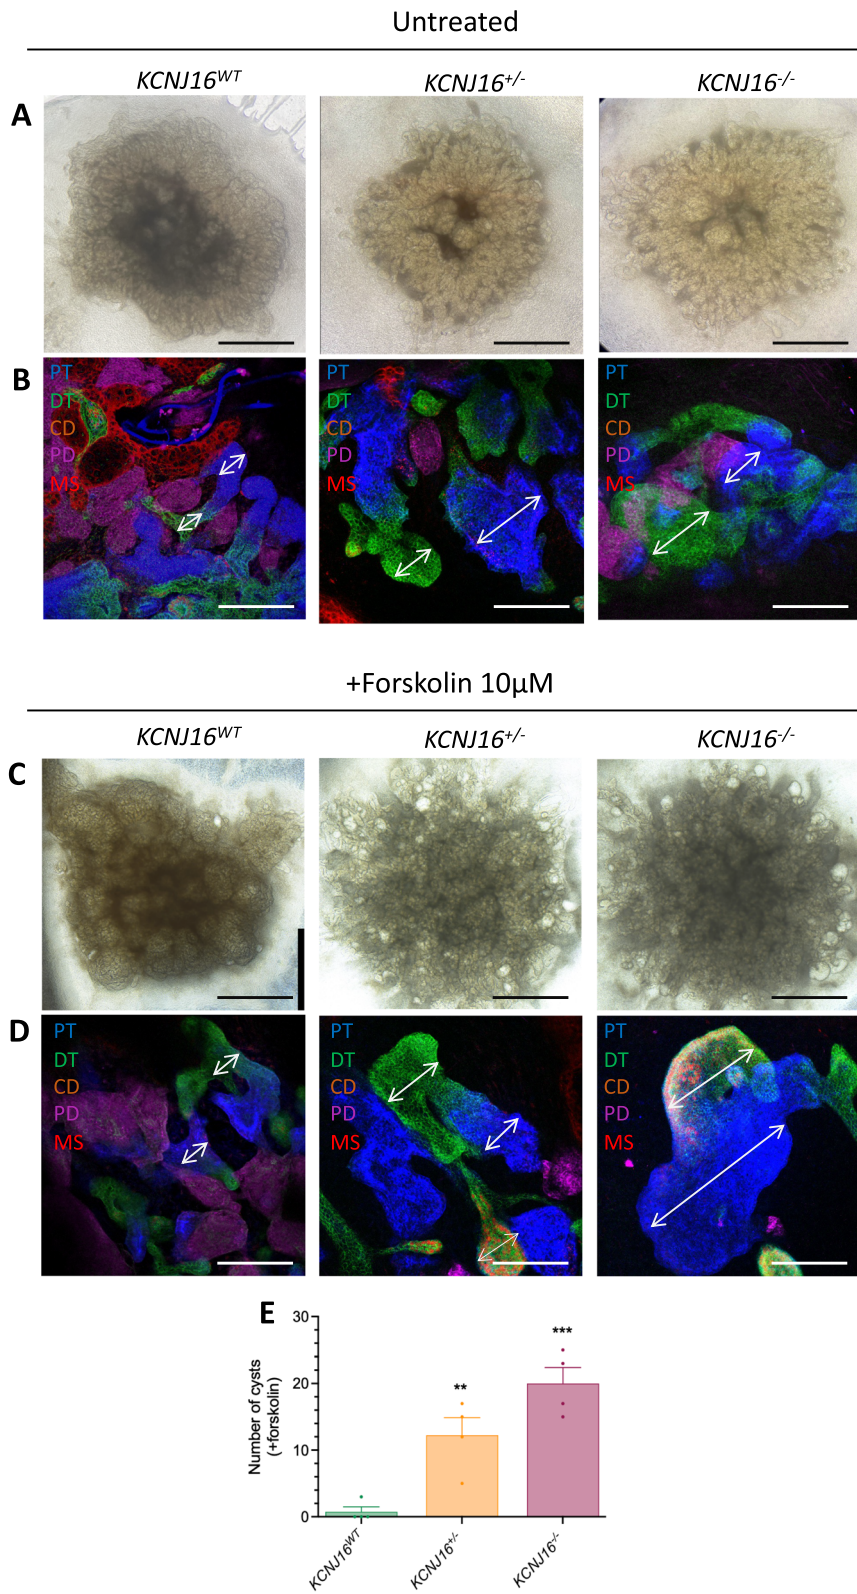 Untreated
KCNJ16WT KCNJ16+/- KCNJ16-/-
A
B
PT PT PT
DT DT DT
CD CD CD
PD PD PD
MS MS MS
+Forskolin 10µM
KCNJ16WT KCNJ16+/- KCNJ16-/-
C
D
PT PT PT
DT DT DT
CD CD CD
PD PD PD
MS MS MS
E
Number of cysts
(+forskolin)
30
20
10
0
**
***
KCNJ16WT KCNJ16+/- KCNJ16-/-